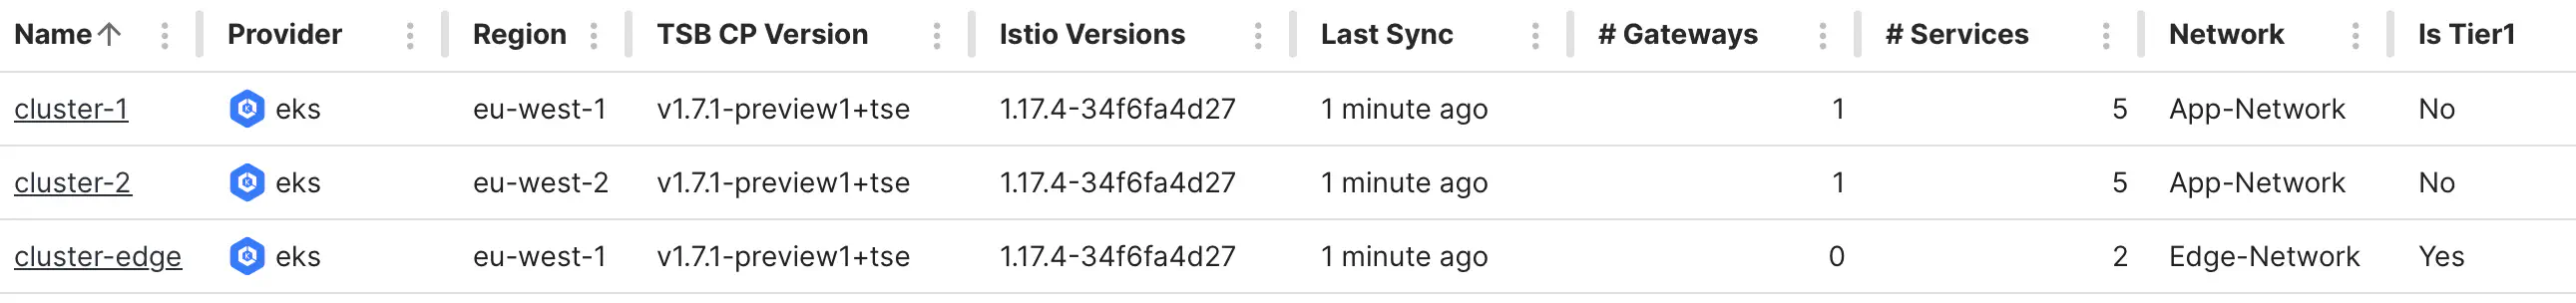 Name Provider Region TSB CP Version Istio Versions Last Sync # Gateways # Services Network Is Tier1
cluster-1 eks eu-west-1 v1.7.1-preview1+tse 1.17.4-34f6fa4d27 1 minute ago 1 5 App-Network No
cluster-2 eks eu-west-2 v1.7.1-preview1+tse 1.17.4-34f6fa4d27 1 minute ago 1 5 App-Network No
cluster-edge eks eu-west-1 v1.7.1-preview1+tse 1.17.4-34f6fa4d27 1 minute ago 0 2 Edge-Network Yes